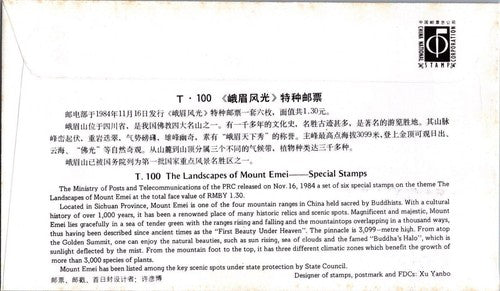 中国邮票总公司
CHINA NATIONAL STAMP CORPORATION
T·100 《峨眉风光》特种邮票
邮电部于1984年11月16日发行《峨眉风光》特种邮票一套六枚，面值共1.30元。
峨眉山位于四川省，是我国佛教四大名山之一。有一千多年的文化史，名胜古迹甚多，是著名的游览胜地。其山脉
峰峦起伏，重岩迭翠，气势磅礴，雄峰幽奇，素有“峨眉天下秀”的称誉。主峰最高点海拔3099米，登上金顶可观日出、
云海、“佛光”等自然奇观。从山麓到山顶分属三个不同的气候带，植物种类达三千多种。
峨眉山已被国务院列为第一批国家重点风景名胜区之一。
T. 100 The Landscapes of Mount Emei——Special Stamps
The Ministry of Posts and Telecommunications of the PRC released on Nov.16, 1984 a set of six special stamps on the theme The
Landscapes of Mount Emei at the total face value of RMBY 1.30.
Located in Sichuan Province, Mount Emei is one of the four mountain ranges in China held sacred by Buddhists. With a cultural
history of over 1,000 years, it has been a renowned place of many historic relics and scenic spots. Magnificent and majestic, Mount
Emei lies gracefully in a sea of tender green with the ranges rising and falling and the mountaintops overlapping in a thousand ways,
thus having been described since ancient times as the "First Beauty Under Heaven". The pinnacle is 3,099-metre high. From atop
the Golden Summit, one can enjoy the natural beauties, such as sun rising, sea of clouds and the famed "Buddha's Halo", which is
sunlight deflected by the mist. From the mountain foot to the top, it has three different climatic zones which benefit the growth of
more than 3,000 species of plants.
Mount Emei has been listed among the key scenic spots under state protection by State Council.
邮票、邮戳、首日封设计者：许彦博
Designer of stamps, postmark and FDCs: Xu Yanbo